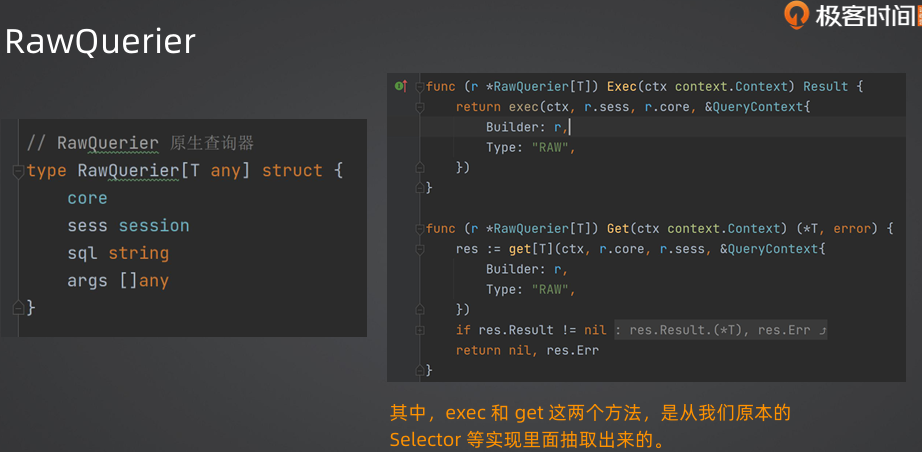 极客时间
RawQuerier
// RawQuerier 原生查询器
type RawQuerier[T any] struct {
core
sess session
sql string
args []any
}
func (r *RawQuerier[T]) Exec(ctx context.Context) Result {
return exec(ctx, r.sess, r.core, &QueryContext{
Builder: r,
Type: "RAW",
})
}
func (r *RawQuerier[T]) Get(ctx context.Context) (*T, error) {
res := get[T](ctx, r.core, r.sess, &QueryContext{
Builder: r,
Type: "RAW",
})
if res.Result != nil : res.Result.(*T), res.Err
return nil, res.Err
}
其中，exec 和 get 这两个方法，是从我们原本的
Selector 等实现里面抽取出来的。